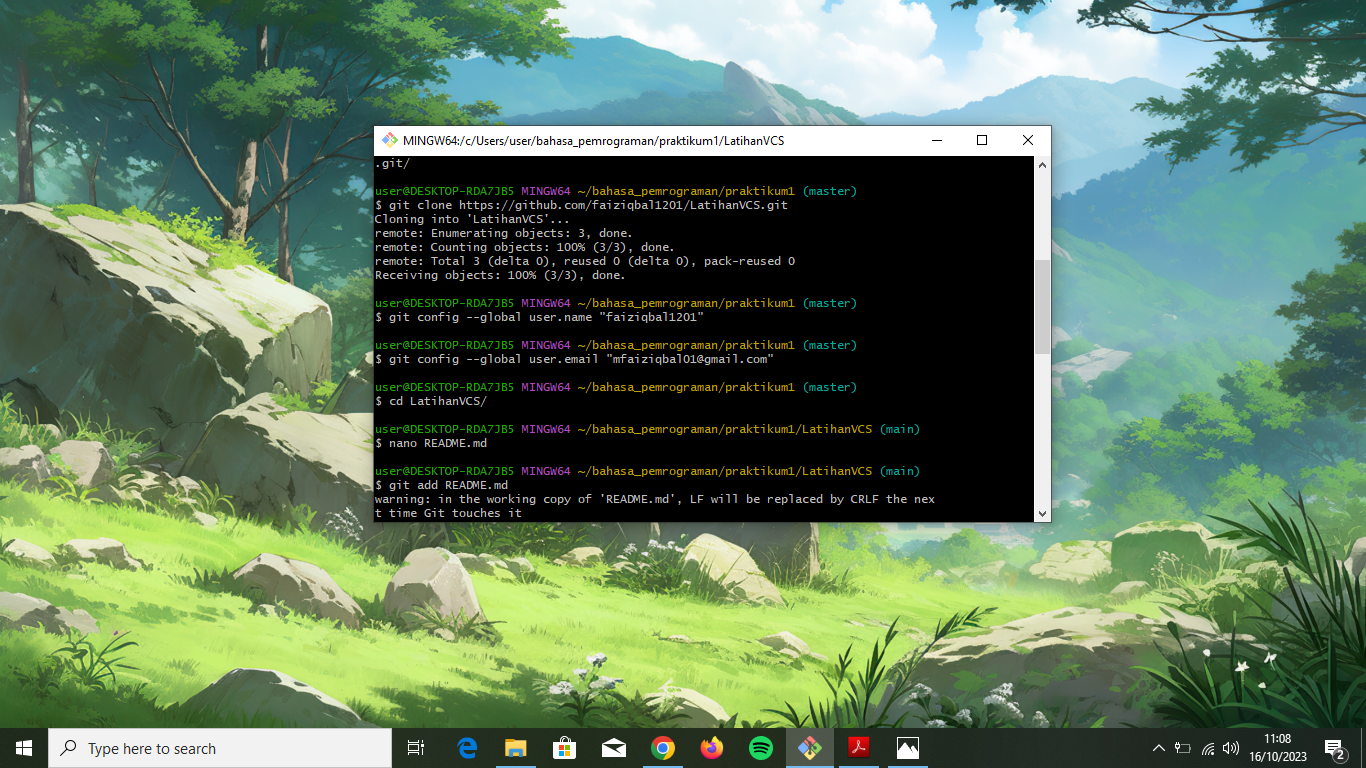 MINGW64:/c/Users/user/bahasa_pemrograman/praktikum1/LatihanVCS
.git/
user@DESKTOP-RDA7JB5 MINGW64 ~/bahasa_pemrograman/praktikum1 (master)
$ git clone https://github.com/faiziqbal1201/LatihanVCS.git
Cloning into 'LatihanVCS'...
remote: Enumerating objects: 3, done.
remote: Counting objects: 100% (3/3), done.
remote: Total 3 (delta 0), reused 0 (delta 0), pack-reused 0
Receiving objects: 100% (3/3), done.
user@DESKTOP-RDA7JB5 MINGW64 ~/bahasa_pemrograman/praktikum1 (master)
$ git config --global user.name "faiziqbal1201"
user@DESKTOP-RDA7JB5 MINGW64 ~/bahasa_pemrograman/praktikum1 (master)
$ git config --global user.email "mfaiziqbal01@gmail.com"
user@DESKTOP-RDA7JB5 MINGW64 ~/bahasa_pemrograman/praktikum1 (master)
$ cd LatihanVCS/
user@DESKTOP-RDA7JB5 MINGW64 ~/bahasa_pemrograman/praktikum1/LatihanVCS (main)
$ nano README.md
user@DESKTOP-RDA7JB5 MINGW64 ~/bahasa_pemrograman/praktikum1/LatihanVCS (main)
$ git add README.md
warning: in the working copy of 'README.md', LF will be replaced by CRLF the nex
t time Git touches it
Type here to search
11:08
16/10/2023
2